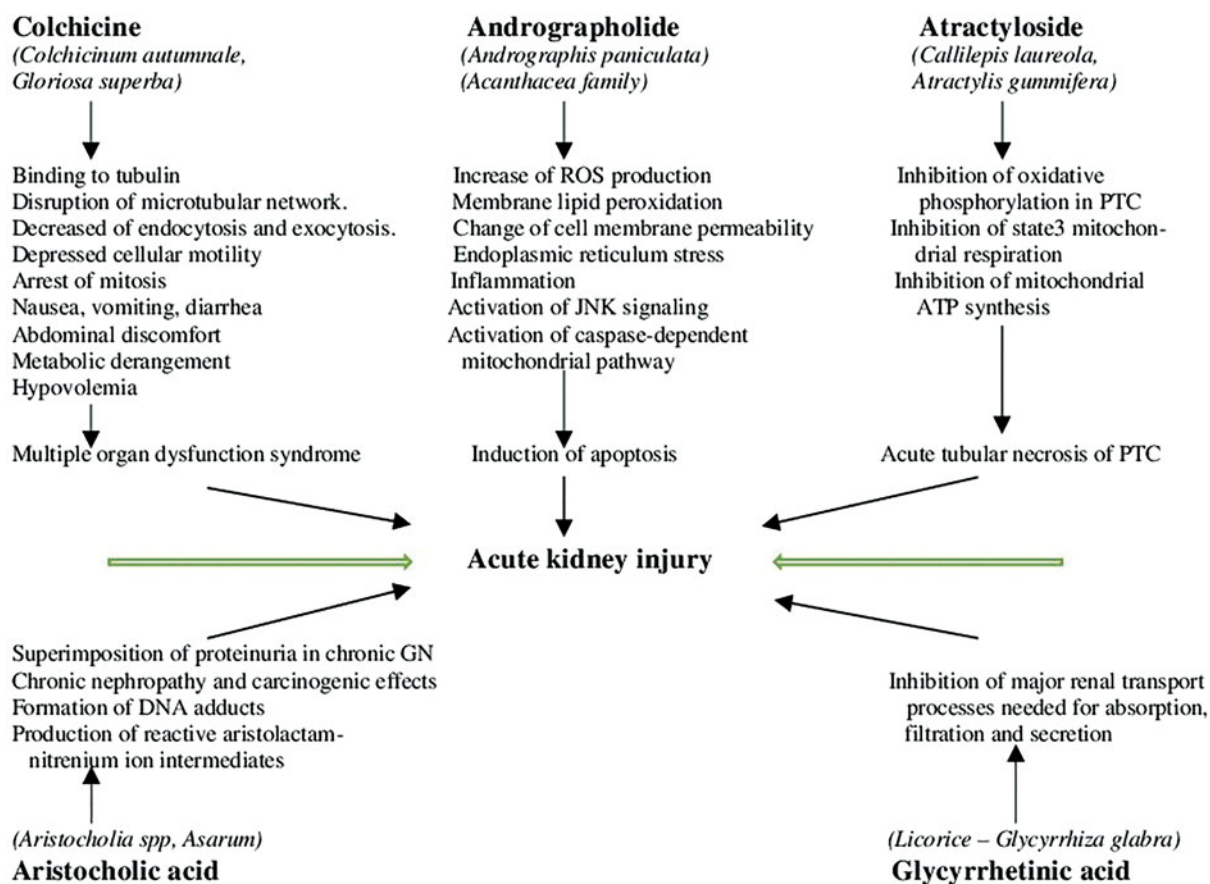 Colchicine
(Colchicinum autumnale,
Gloriosa superba)
Binding to tubulin
Disruption of microtubular network.
Decreased of endocytosis and exocytosis.
Depressed cellular motility
Arrest of mitosis
Nausea, vomiting, diarrhea
Abdominal discomfort
Metabolic derangement
Hypovolemia
Multiple organ dysfunction syndrome
Andrographolide
(Andrographis paniculata)
(Acanthacea family)
Increase of ROS production
Membrane lipid peroxidation
Change of cell membrane permeability
Endoplasmic reticulum stress
Inflammation
Activation of JNK signaling
Activation of caspase-dependent
mitochondrial pathway
Induction of apoptosis
Atractyloside
(Callilepis laureola,
Atractylis gummifera)
Inhibition of oxidative
phosphorylation in PTC
Inhibition of state3 mitochon-
drial respiration
Inhibition of mitochondrial
ATP synthesis
Acute tubular necrosis of PTC
Acute kidney injury
Superimposition of proteinuria in chronic GN
Chronic nephropathy and carcinogenic effects
Formation of DNA adducts
Production of reactive aristolactam-
nitrenium ion intermediates
(Aristocholia spp, Asarum)
Aristocholic acid
Inhibition of major renal transport
processes needed for absorption,
filtration and secretion
(Licorice – Glycyrrhiza glabra)
Glycyrrhetinic acid